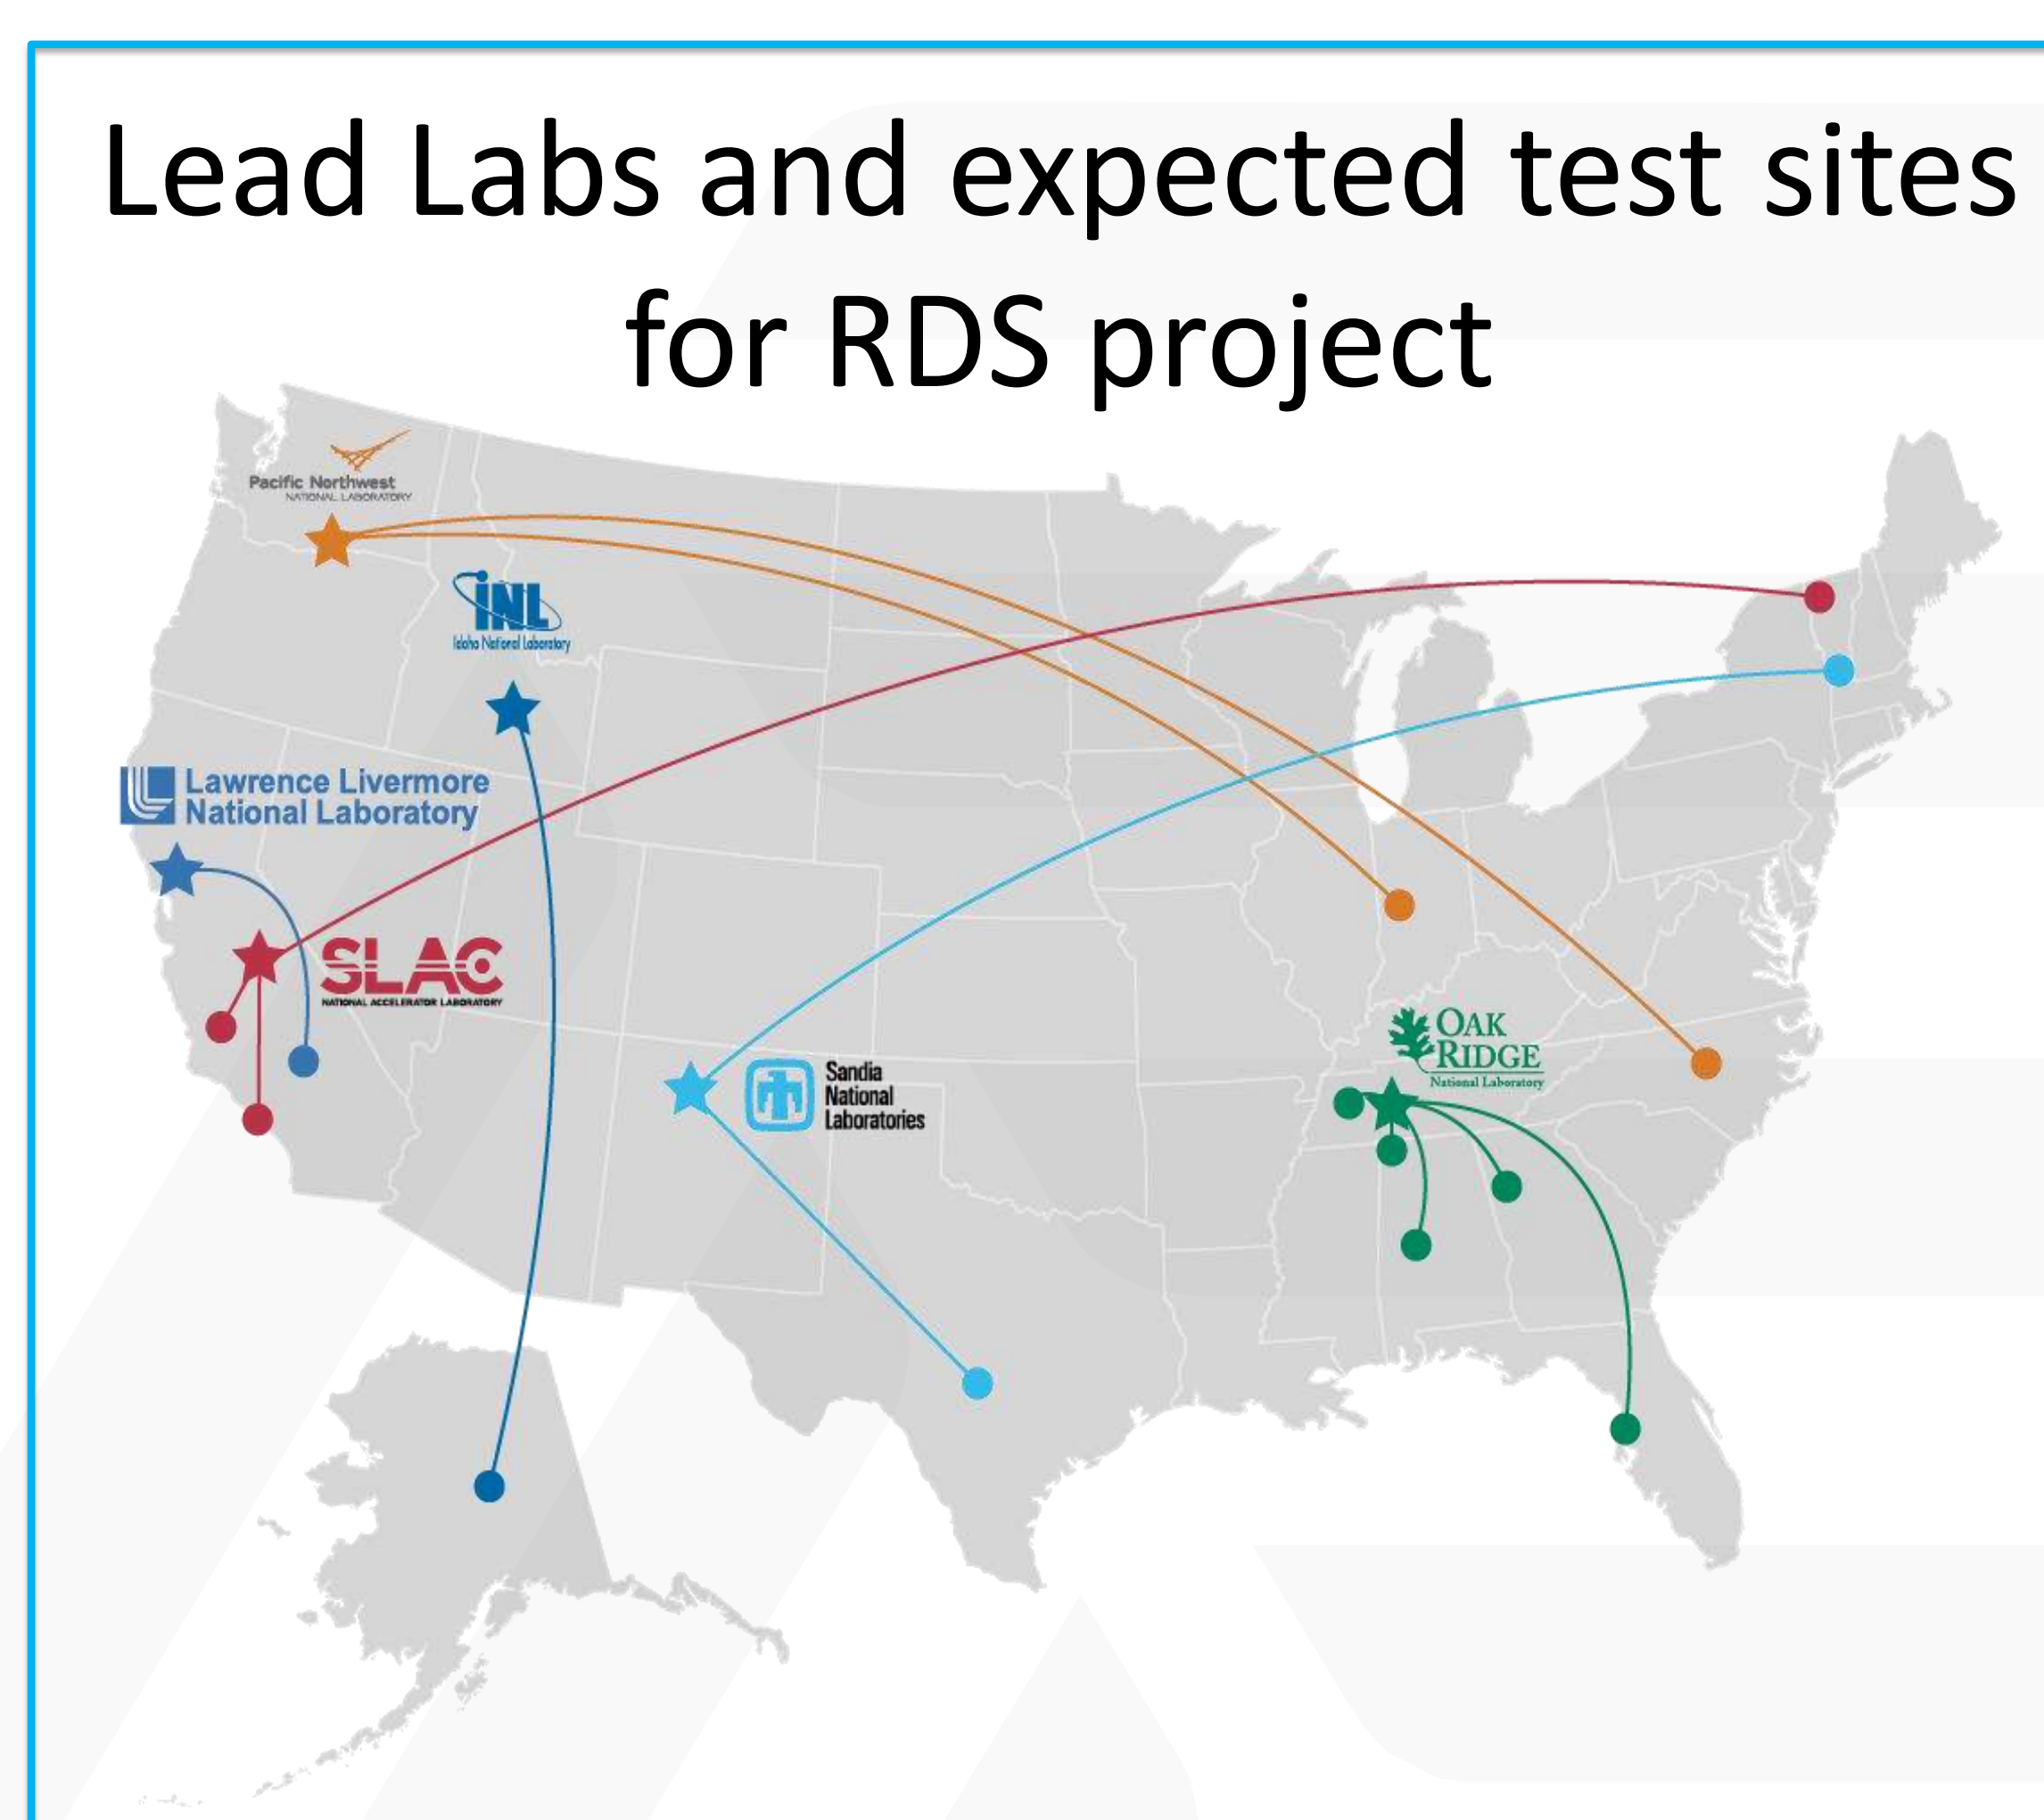 Lead Labs and expected test sites
for RDS project
Pacific Northwest
NATIONAL LABORATORY
INL
Idaho National Laboratory
Lawrence Livermore
National Laboratory
SLAC
NATIONAL ACCELERATOR LABORATORY
Sandia
National
Laboratories
OAK
RIDGE
National Laboratory